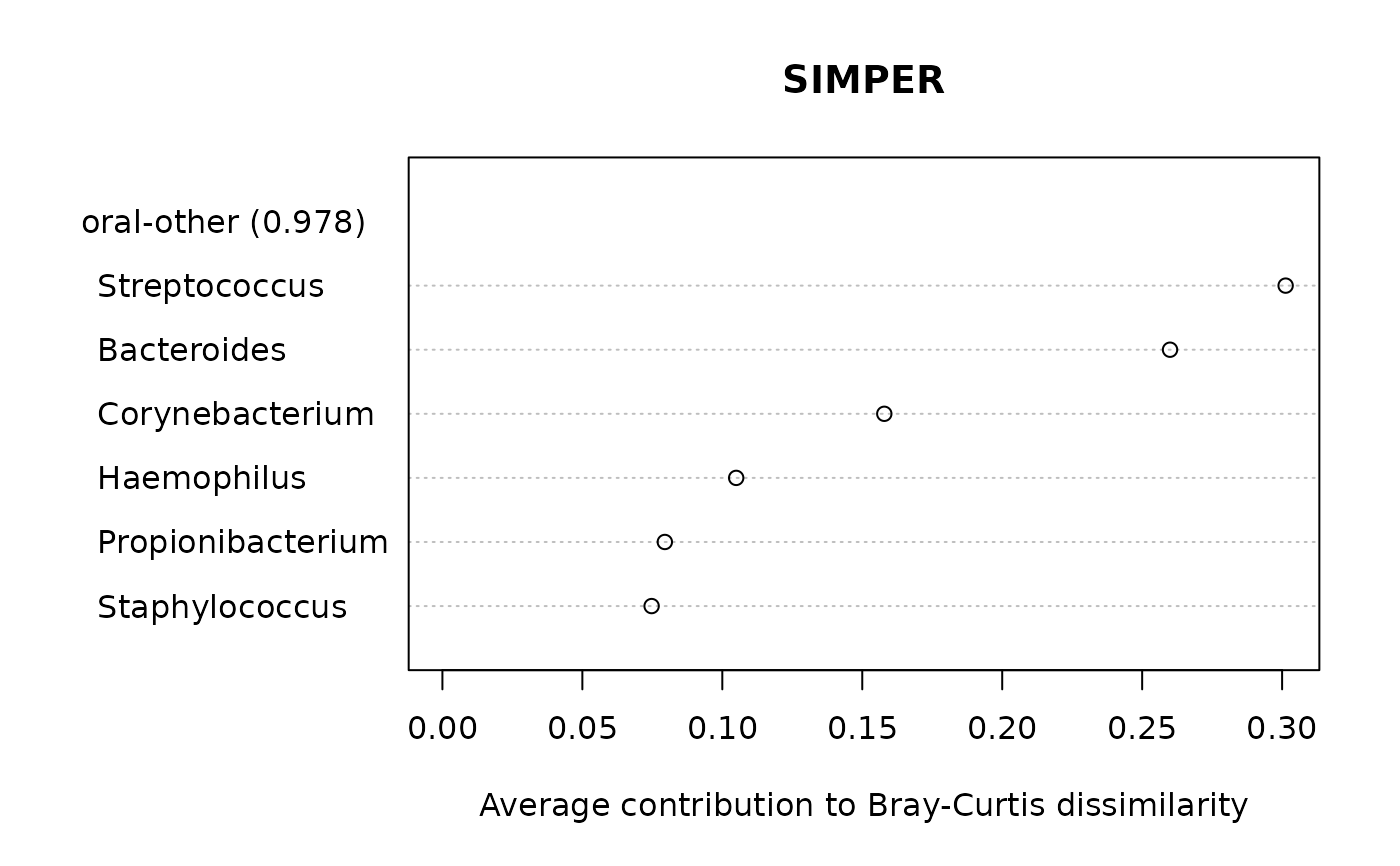 SIMPER
oral-other (0.978)
Streptococcus
Bacteroides
Corynebacterium
Haemophilus
Propionibacterium
Staphylococcus
0.00 0.05 0.10 0.15 0.20 0.25 0.30
Average contribution to Bray-Curtis dissimilarity